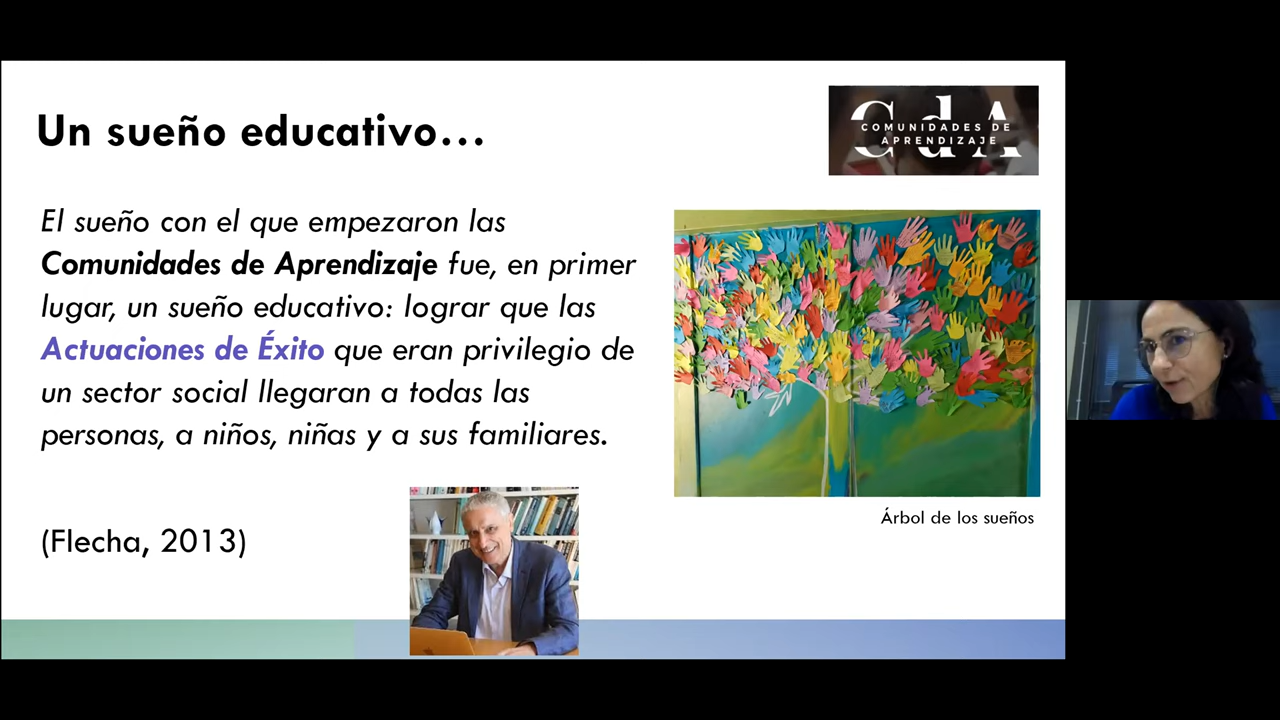 Un sueño educativo...
CdA
COMUNIDADES DE
APRENDIZAJE
El sueño con el que empezaron las
Comunidades de Aprendizaje fue, en primer
lugar, un sueño educativo: lograr que las
Actuaciones de Éxito que eran privilegio de
un sector social llegaran a todas las
personas, a niños, niñas y a sus familiares.
Árbol de los sueños
(Flecha, 2013)